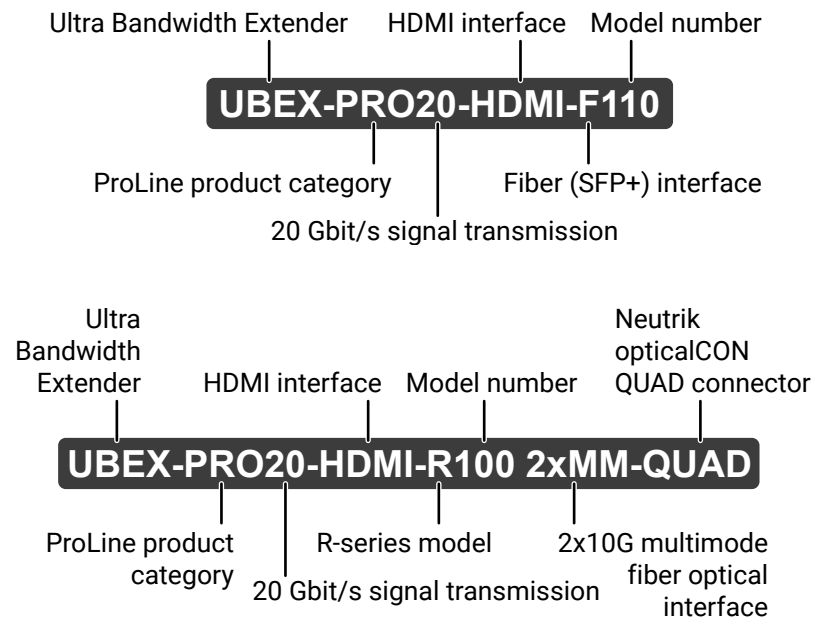 Ultra Bandwidth Extender HDMI interface Model number
UBEX-PRO20-HDMI-F110
ProLine product category Fiber (SFP+) interface
20 Gbit/s signal transmission
Ultra
Bandwidth
Extender
HDMI interface Model number
Neutrik
opticalCON
QUAD connector
UBEX-PRO20-HDMI-R100 2xMM-QUAD
ProLine product
category
20 Gbit/s signal transmission
R-series model
2x10G multimode
fiber optical
interface